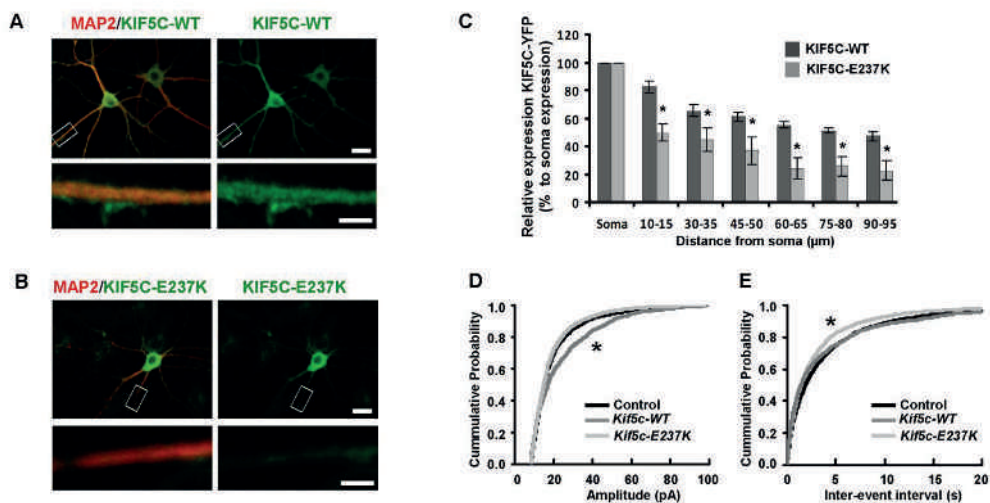 A
MAP2/KIF5C-WT KIF5C-WT
B
MAP2/KIF5C-E237K KIF5C-E237K
C
Relative expression KIF5C-YFP
(% to soma expression)
120
100
80
60
40
20
0
KIF5C-WT
KIF5C-E237K
* * * * * *
Soma 10-15 30-35 45-50 60-65 75-80 90-95
Distance from soma (µm)
D
Cummulative Probability
1.0
0.8
0.6
0.4
0.2
0.0
*
Control
Kif5c-WT
Kif5c-E237K
0 20 40 60 80 100
Amplitude (pA)
E
Cummulative Probability
1.0
0.8
0.6
0.4
0.2
0.0
*
Control
Kif5c-WT
Kif5c-E237K
0 5 10 15 20
Inter-event interval (s)